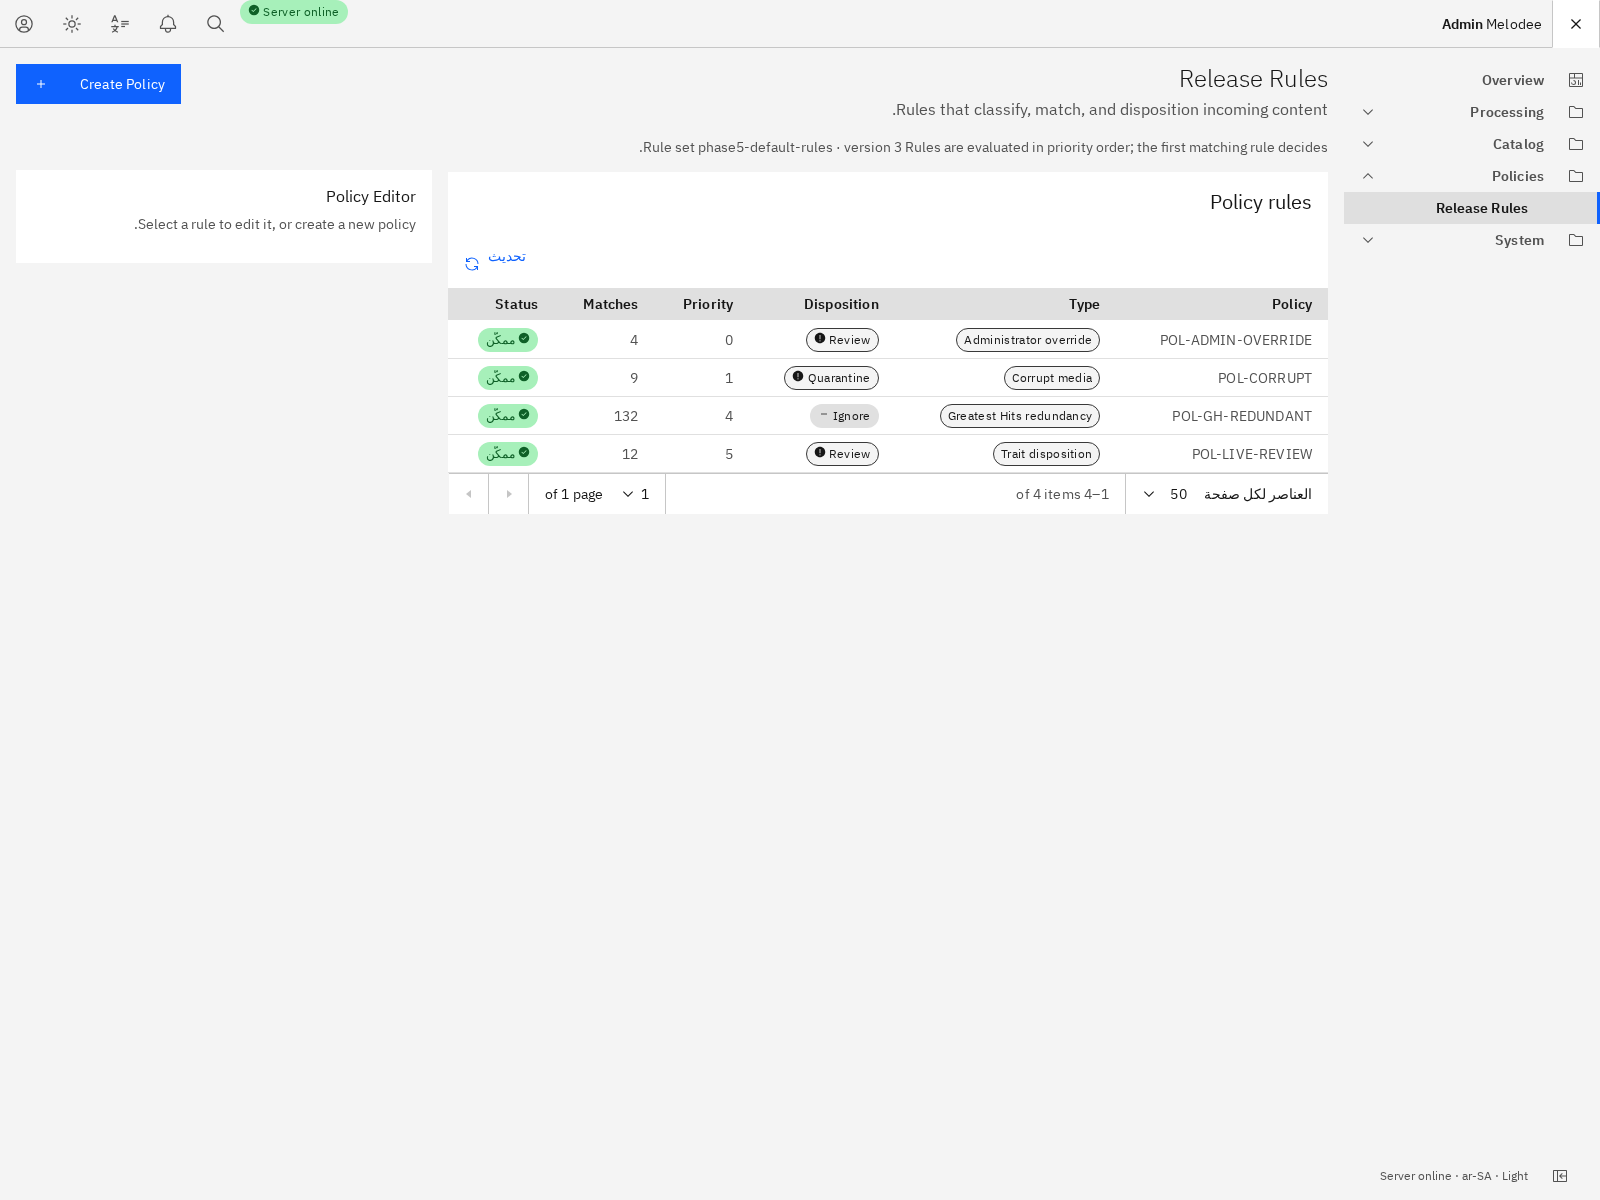 Melodee Admin
Server online
Overview
Processing
Catalog
Policies
Release Rules
System
Release Rules
Rules that classify, match, and disposition incoming content.
Rule set phase5-default-rules · version 3 Rules are evaluated in priority order; the first matching rule decides.
Create Policy
Policy rules
تحديث
Policy Type Disposition Priority Matches Status
POL-ADMIN-OVERRIDE Administrator override Review 0 4 ممكّن
POL-CORRUPT Corrupt media Quarantine 1 9 ممكّن
POL-GH-REDUNDANT Greatest Hits redundancy Ignore 4 132 ممكّن
POL-LIVE-REVIEW Trait disposition Review 5 12 ممكّن
العناصر لكل صفحة 50 1–4 of 4 items 1 of 1 page
Policy Editor
Select a rule to edit it, or create a new policy.
Server online · ar-SA · Light